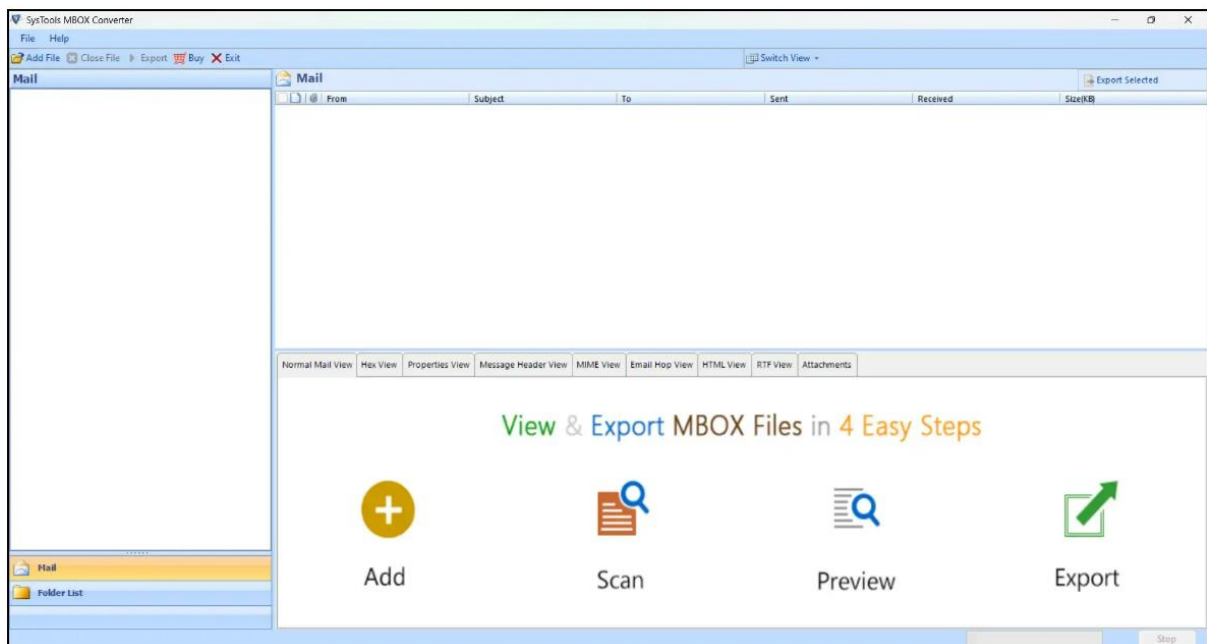 SysTools MBOX Converter
File Help
Add File Close File Export Buy Exit Switch View
Mail
Mail Export Selected
From Subject To Sent Received Size(KB)
Normal Mail View Hex View Properties View Message Header View MIME View Email Hop View HTML View RTF View Attachments
View & Export MBOX Files in 4 Easy Steps
Add Scan Preview Export
Mail
Folder List
Stop